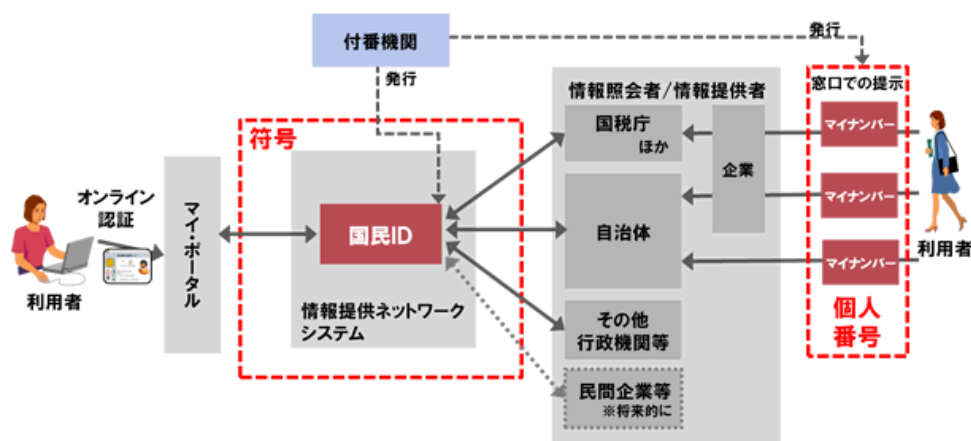 付番機関
発行
発行
符号
情報照会者/情報提供者
窓口での提示
国税庁
ほか
企業
マイナンバー
マイナンバー
マイナンバー
オンライン
認証
利用者
マイ・ポータル
国民ID
情報提供ネットワーク
システム
自治体
利用者
その他
行政機関等
民間企業等
※将来的に
個人
番号